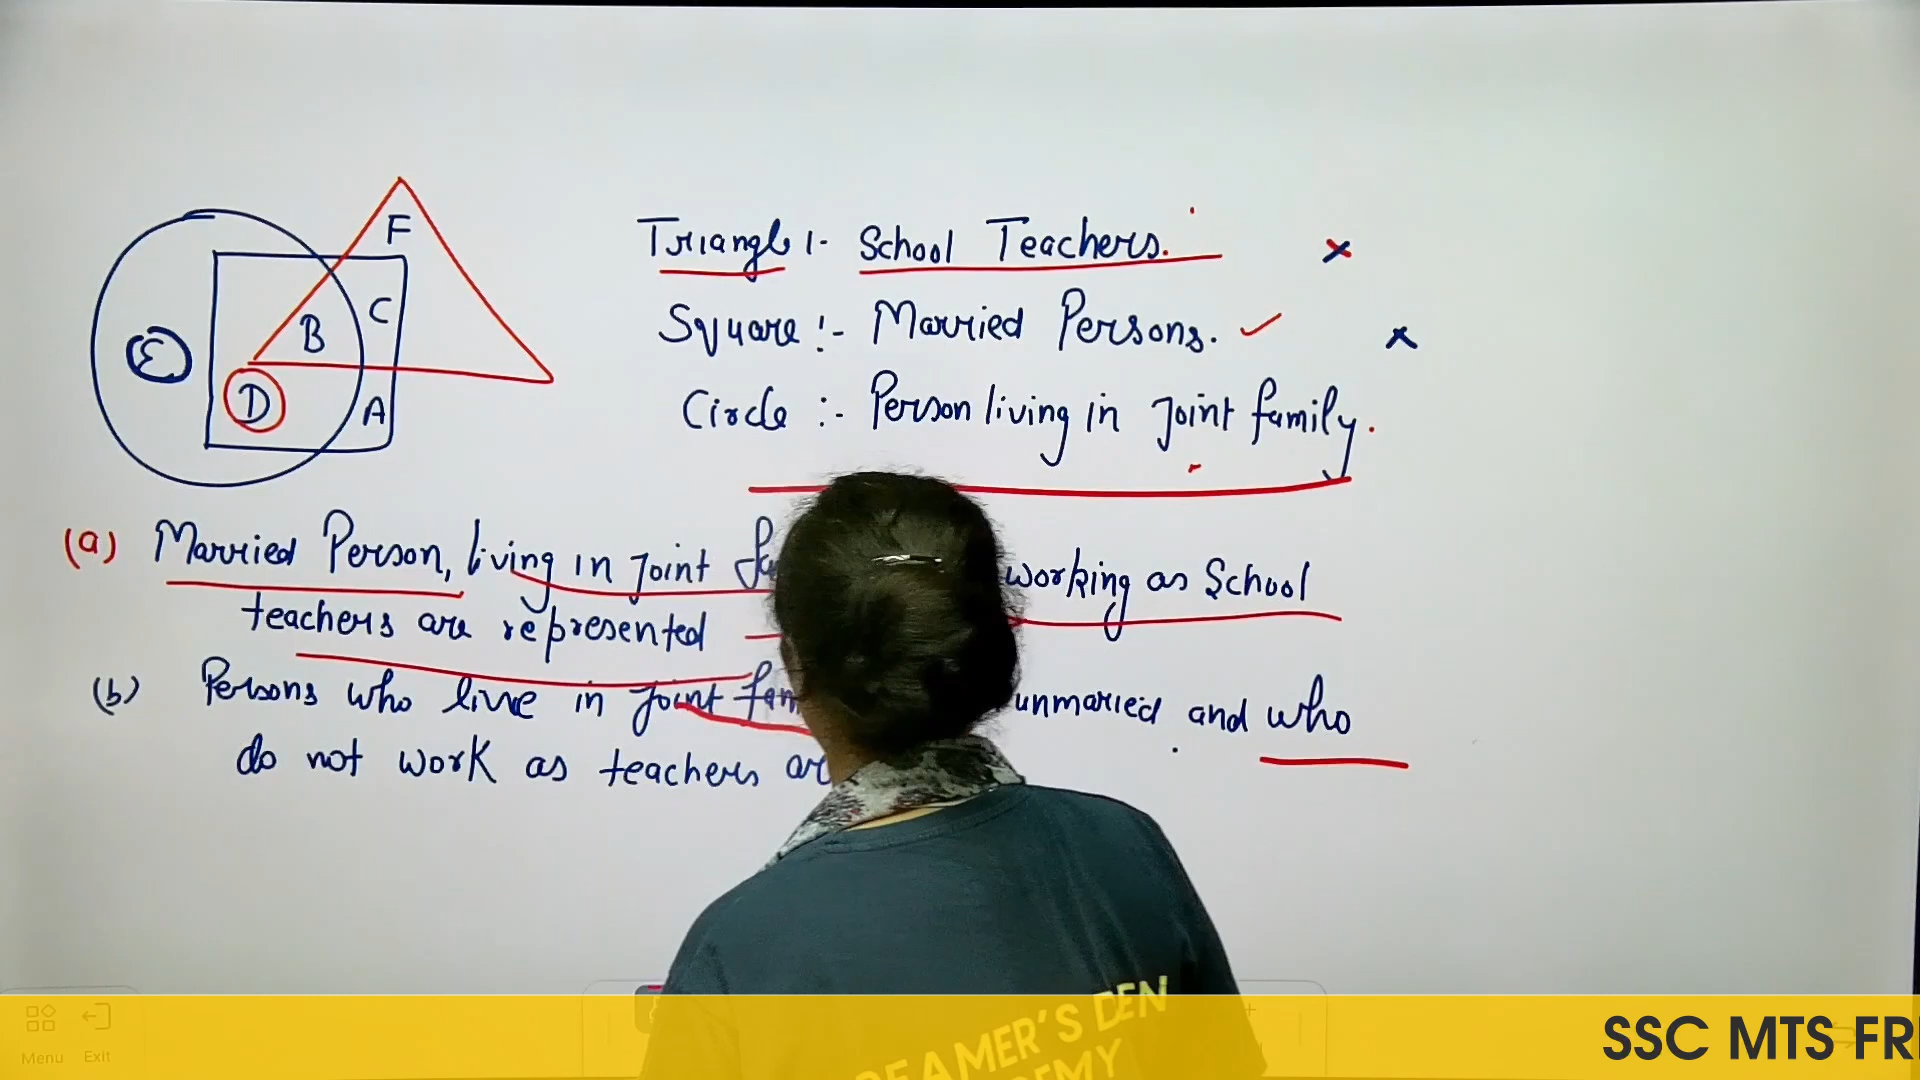 F
Triangle :- School Teachers.
B
C
Square :- Married Persons.
E
D
A
Circle :- Person living in Joint family.
(a) Married Person, living in Joint working as School
teachers are represented
(b) Persons who live in Joint unmaried and who
do not work as teachers
Menu Exit
DEN
SSC MTS